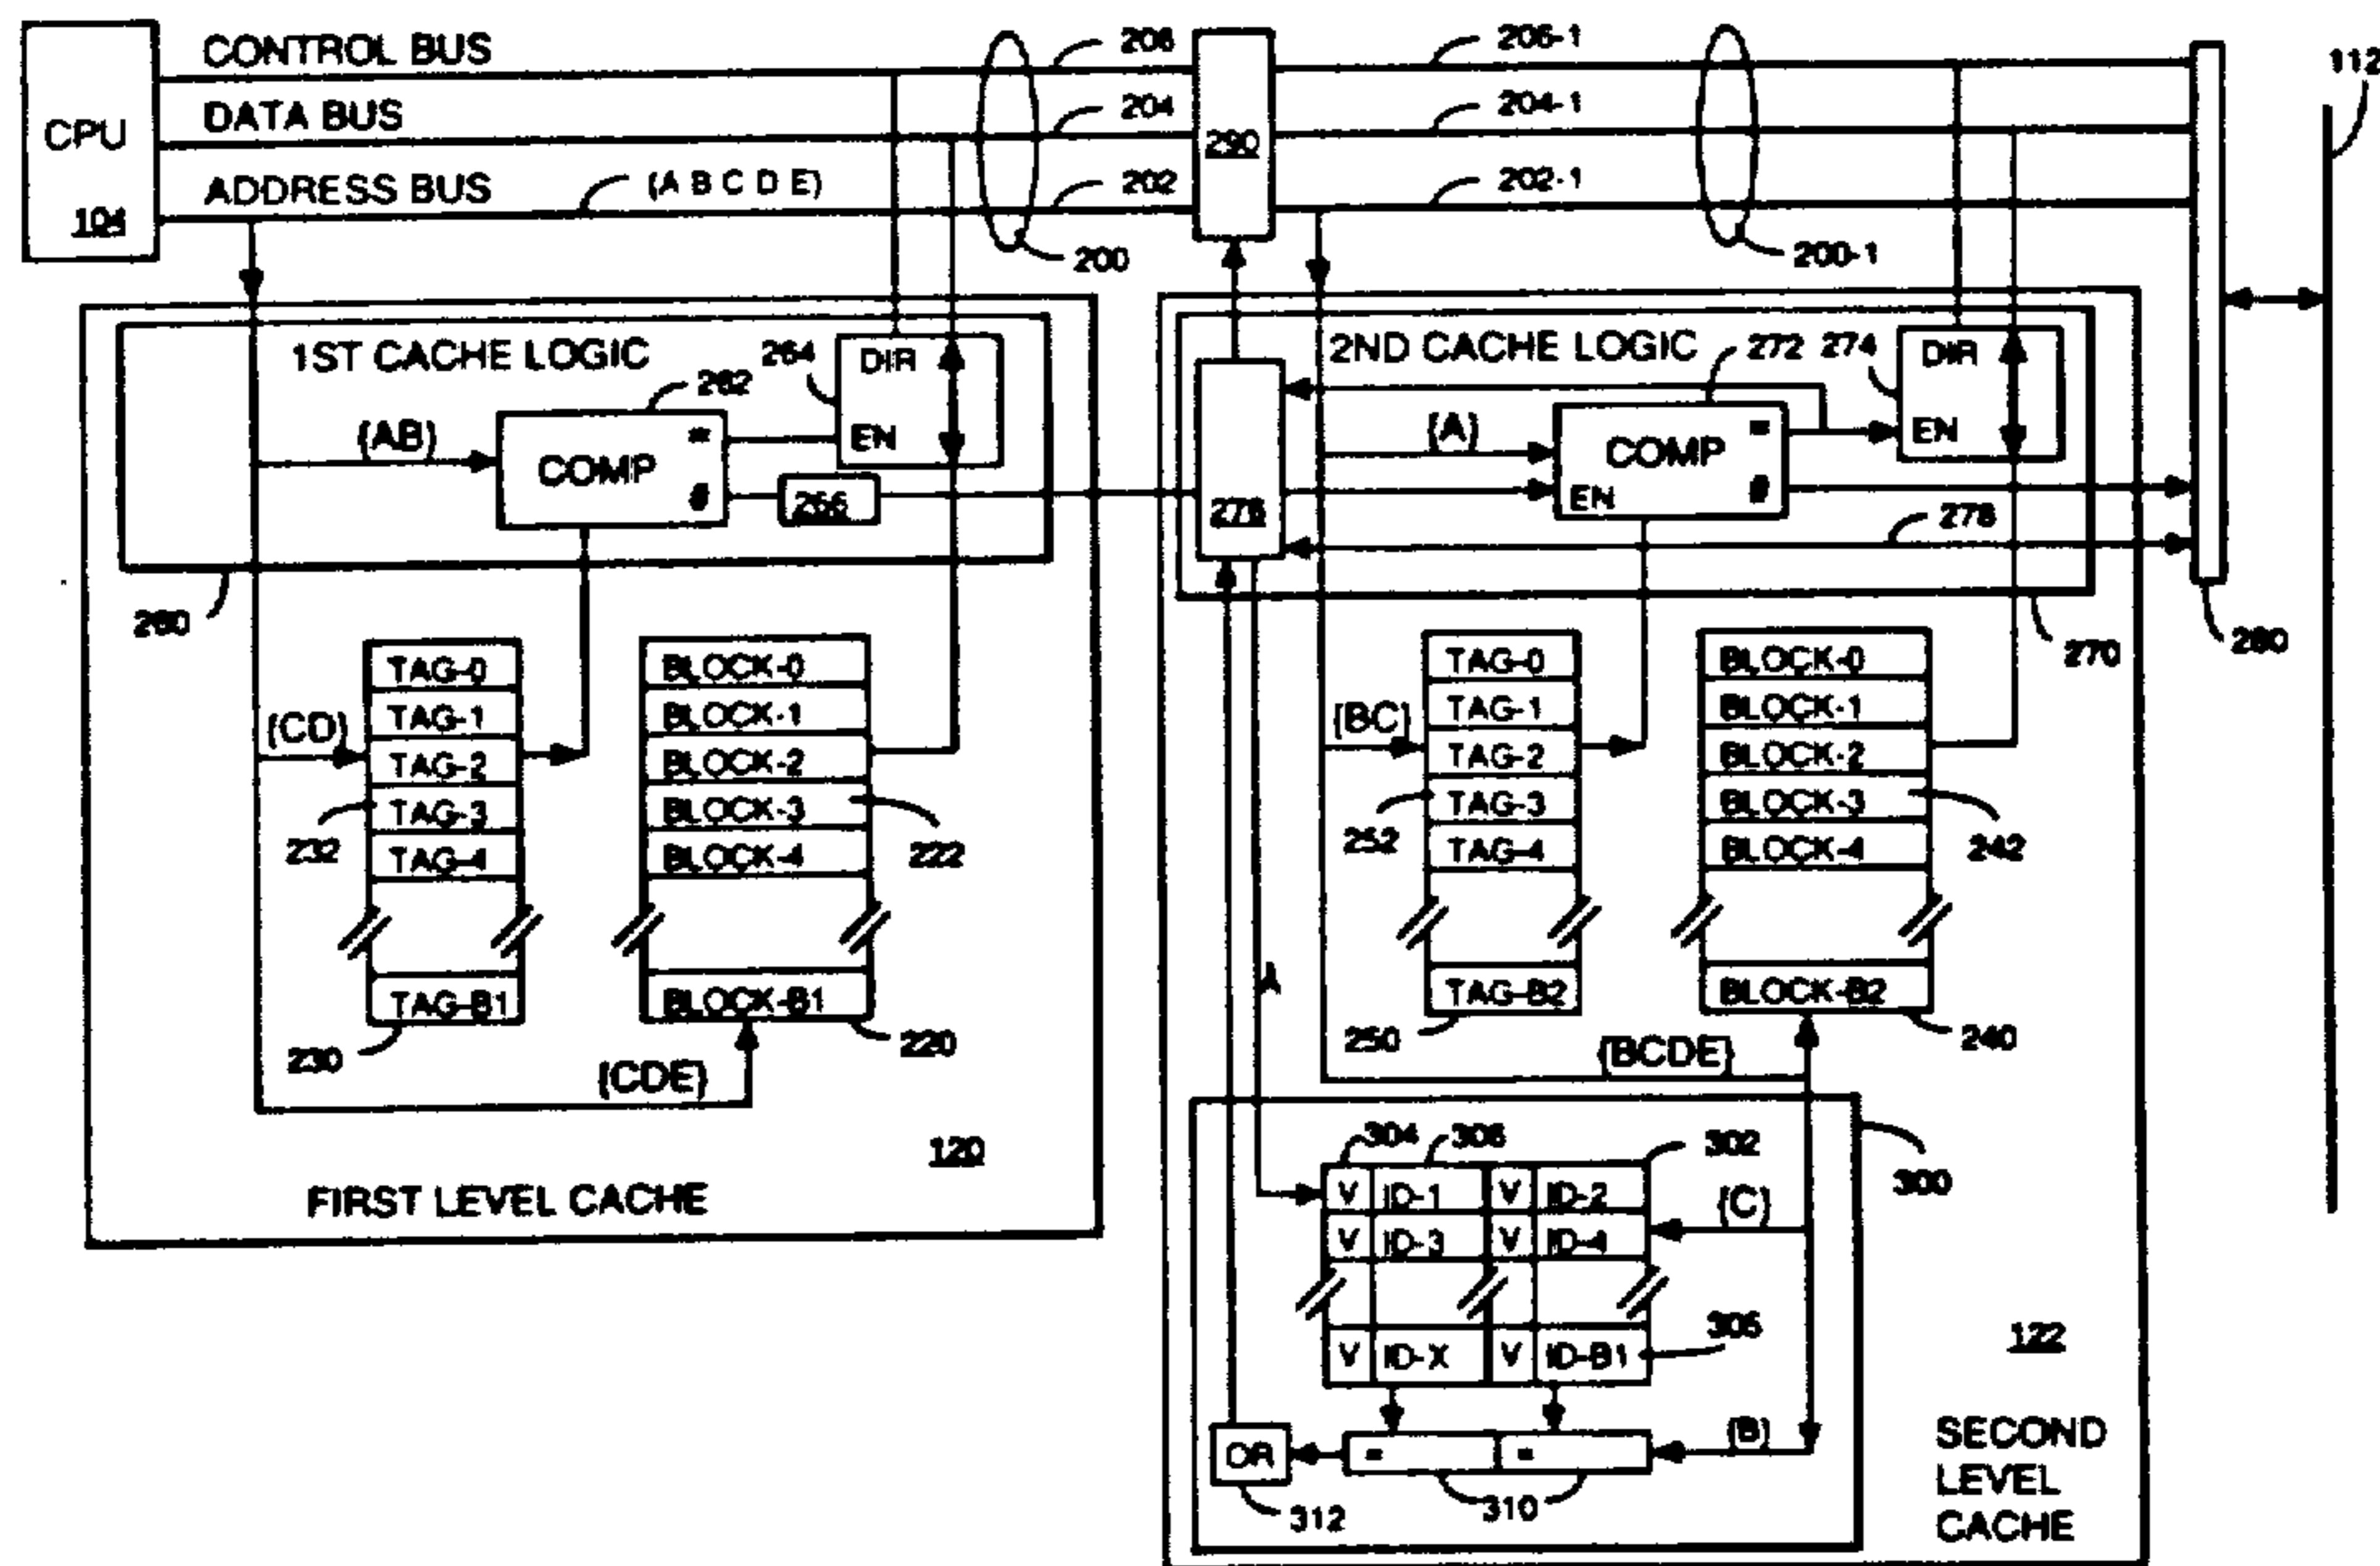 CONTROL BUS
206
206-1
112
DATA BUS
204
204-1
CPU
290
ADDRESS BUS
(A B C D E)
202
202-1
104
200
200-1
1ST CACHE LOGIC
264
DIR
262
(AB)
COMP
=
EN
266
260
2ND CACHE LOGIC
272
274
DIR
(A)
COMP
=
EN
EN
276
278
270
280
TAG-0
TAG-1
TAG-2
TAG-3
TAG-4
TAG-B1
(CD)
232
230
BLOCK-0
BLOCK-1
BLOCK-2
BLOCK-3
BLOCK-4
BLOCK-B1
222
220
(CDE)
120
FIRST LEVEL CACHE
TAG-0
TAG-1
TAG-2
TAG-3
TAG-4
TAG-B2
(BC)
252
250
BLOCK-0
BLOCK-1
BLOCK-2
BLOCK-3
BLOCK-4
BLOCK-B2
242
240
A
(BCDE)
304
306
302
300
V ID-1 V ID-2
(C)
V ID-3 V ID-4
305
V ID-X V ID-B1
122
(B)
OR
= =
310
312
SECOND
LEVEL
CACHE